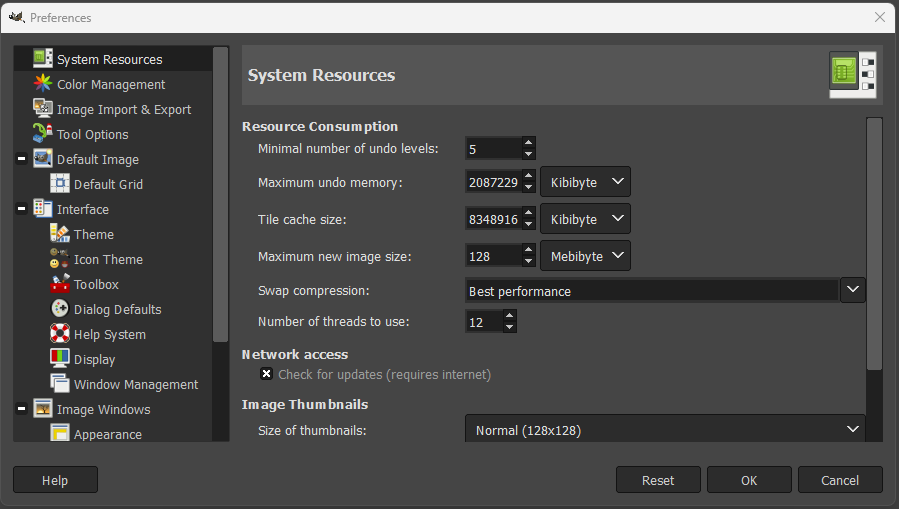 Preferences
System Resources
Color Management
Image Import & Export
Tool Options
Default Image
Default Grid
Interface
Theme
Icon Theme
Toolbox
Dialog Defaults
Help System
Display
Window Management
Image Windows
Appearance
System Resources
Resource Consumption
Minimal number of undo levels: 5
Maximum undo memory: 2087229 Kibibyte
Tile cache size: 8348916 Kibibyte
Maximum new image size: 128 Mebibyte
Swap compression: Best performance
Number of threads to use: 12
Network access
Check for updates (requires internet)
Image Thumbnails
Size of thumbnails: Normal (128x128)
Help Reset OK Cancel